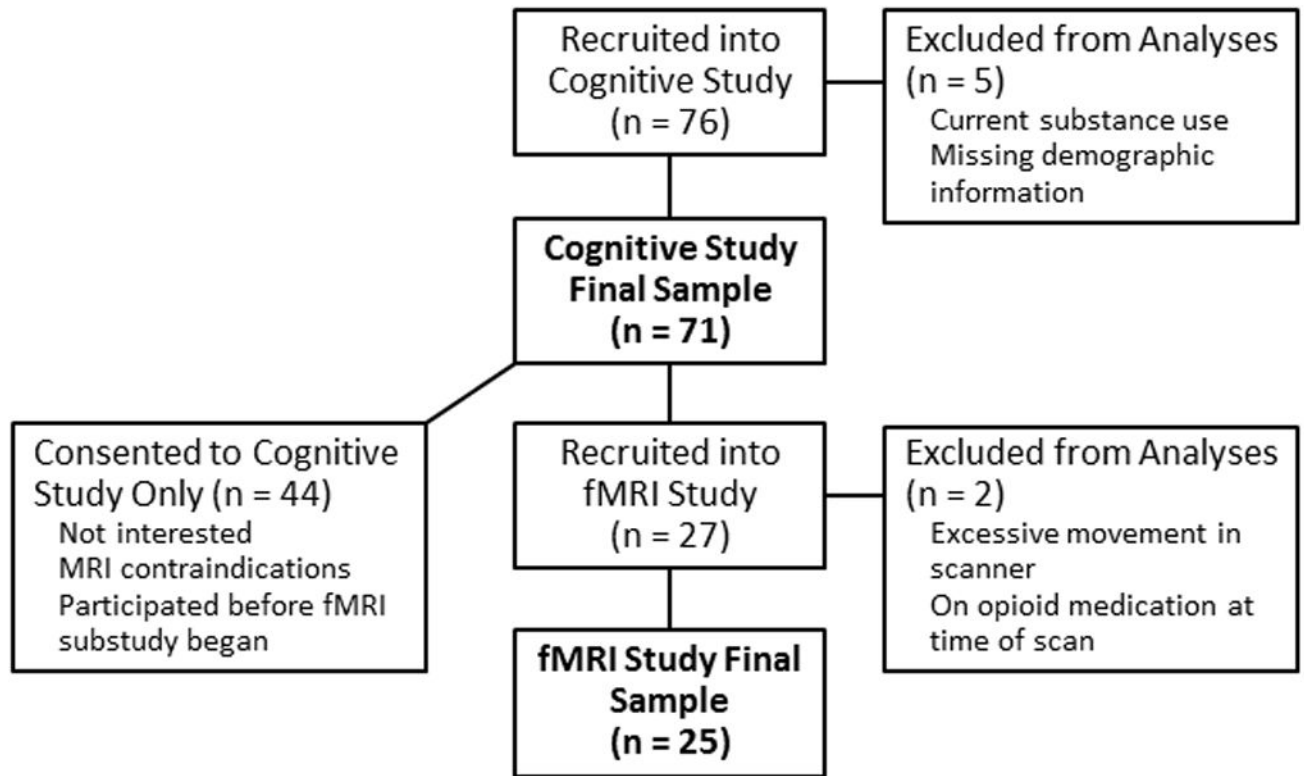 Recruited into
Cognitive Study
(n = 76)
Excluded from Analyses
(n = 5)
Current substance use
Missing demographic
information
Cognitive Study
Final Sample
(n = 71)
Consented to Cognitive
Study Only (n = 44)
Not interested
MRI contraindications
Participated before fMRI
substudy began
Recruited into
fMRI Study
(n = 27)
Excluded from Analyses
(n = 2)
Excessive movement in
scanner
On opioid medication at
time of scan
fMRI Study Final
Sample
(n = 25)